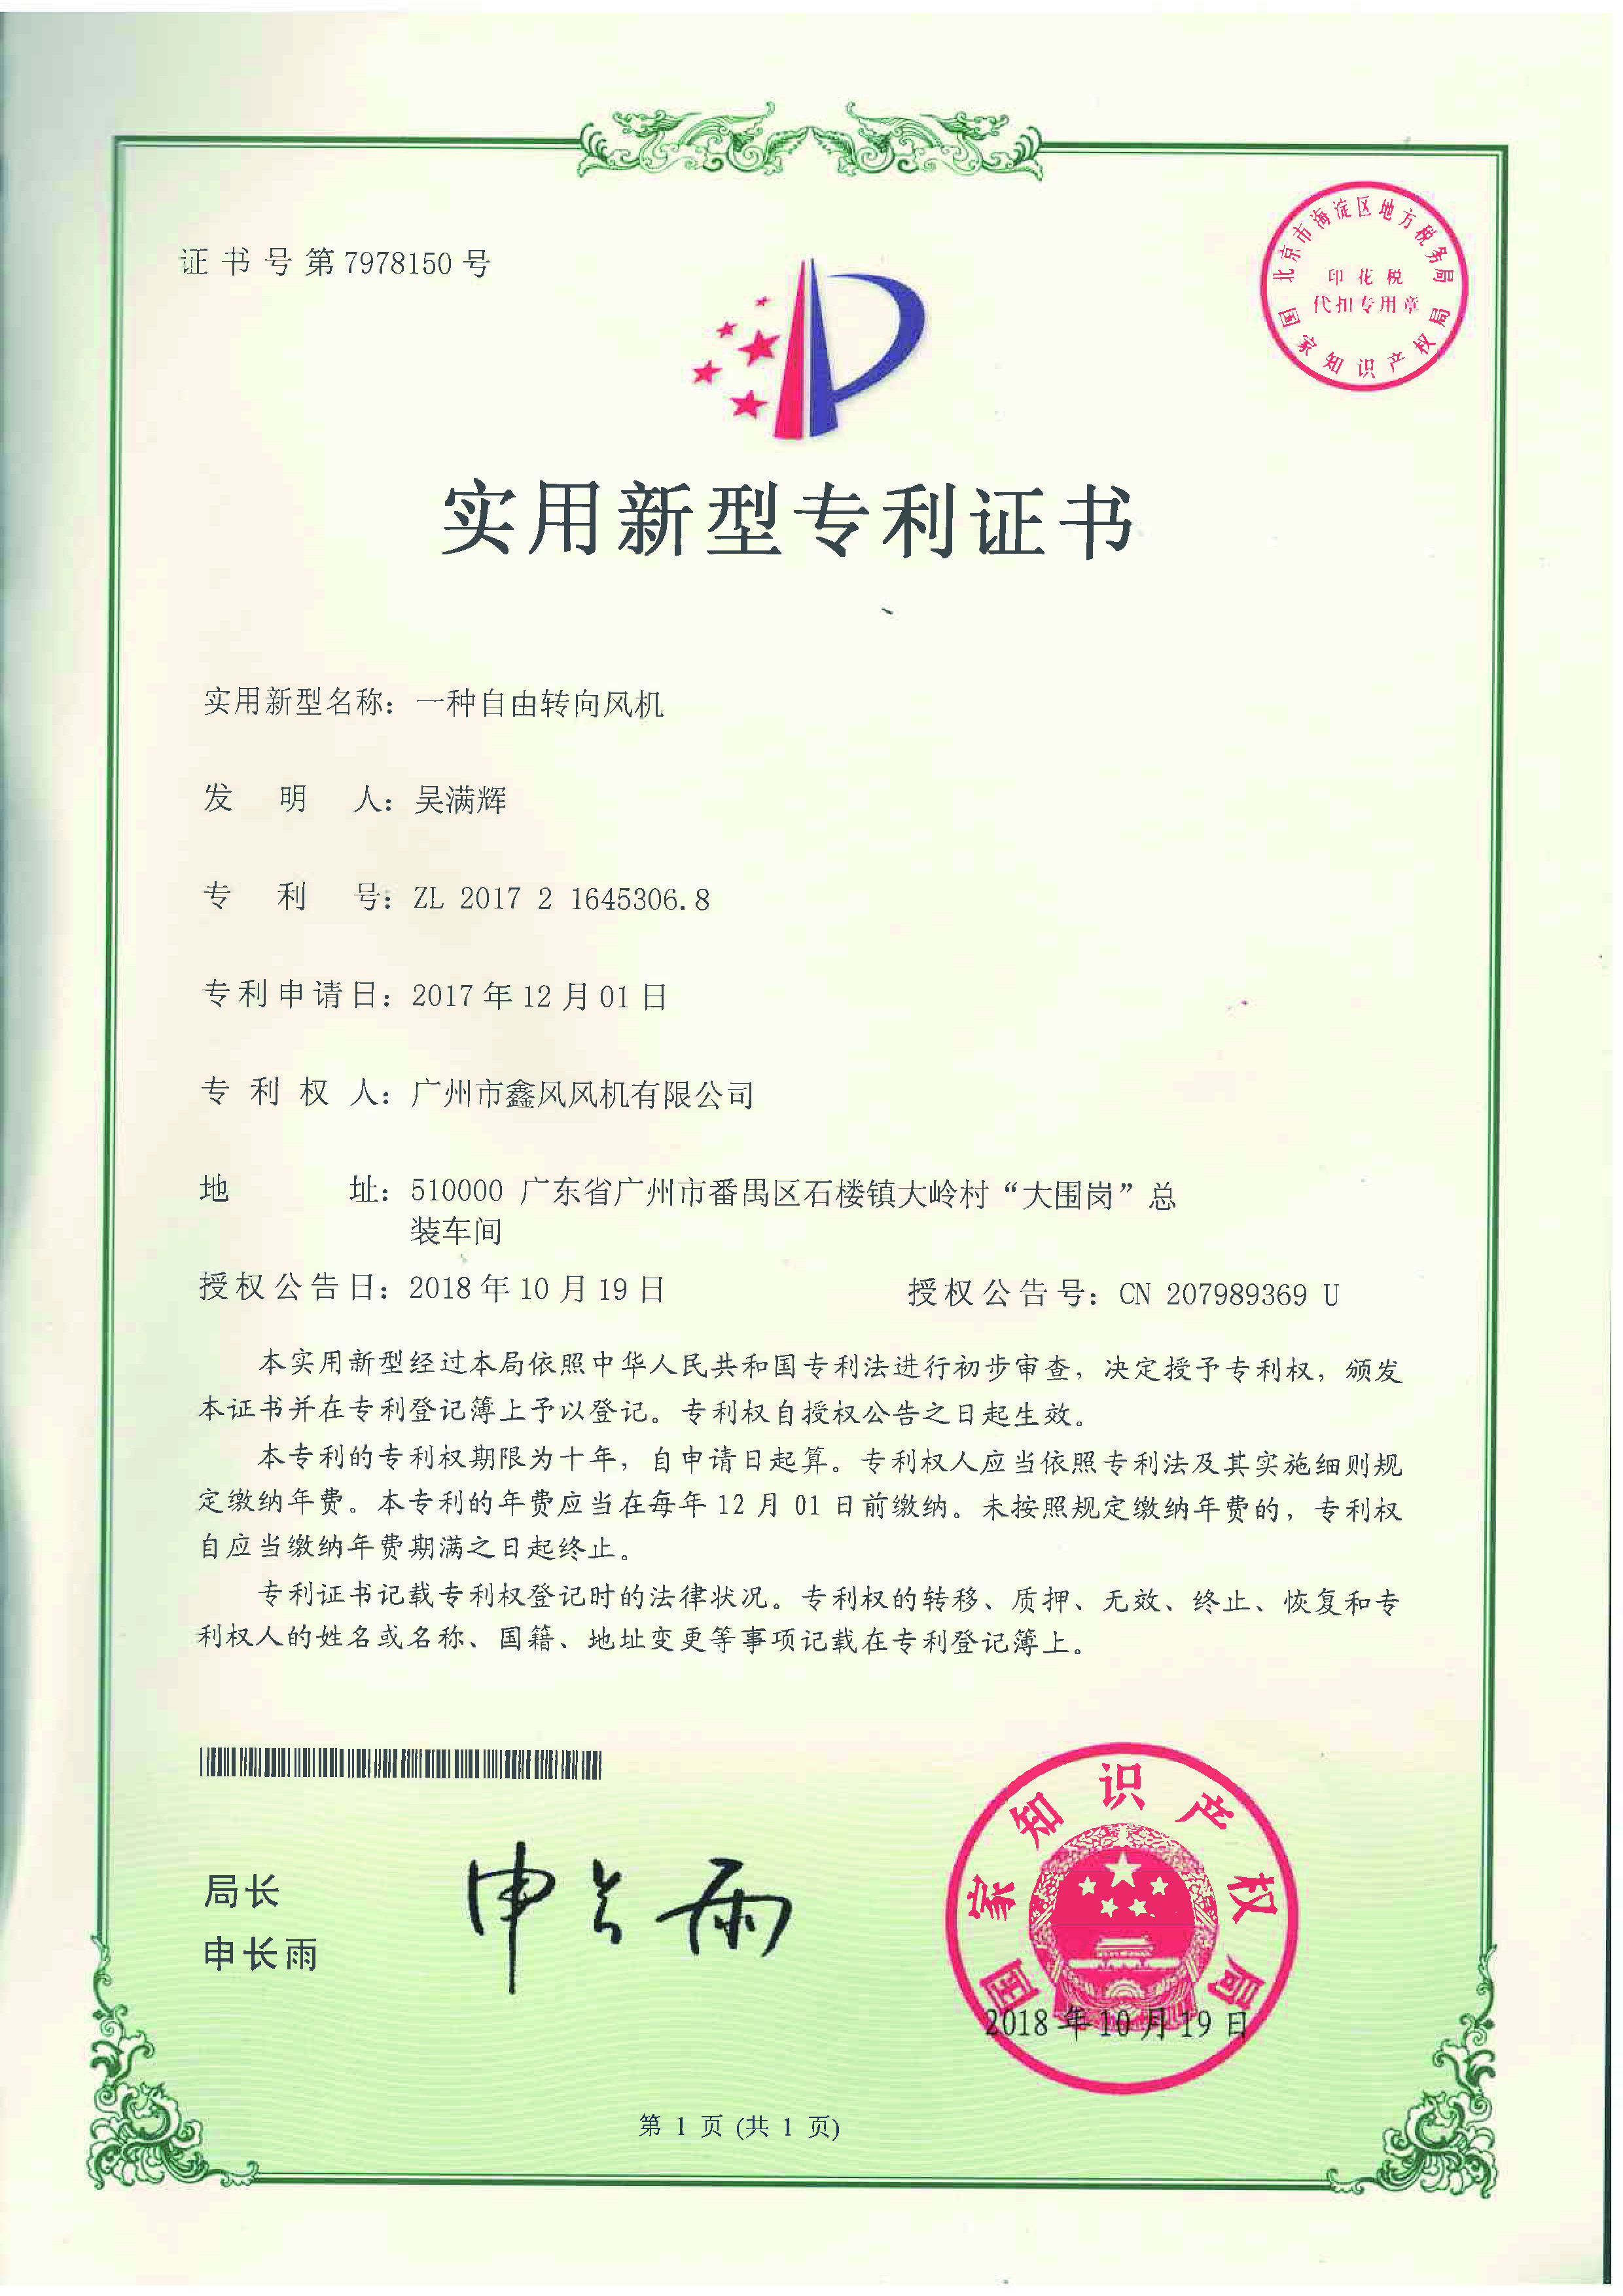 证书号第7978150号
北京市海淀区地方税务局
印花税
代扣专用章
国家知识产权局
实用新型专利证书
实用新型名称：一种自由转向风机
发明人：吴满辉
专利号：ZL 2017 2 1645306.8
专利申请日：2017年12月01日
专利权人：广州市鑫风风机有限公司
地址：510000 广东省广州市番禺区石楼镇大岭村“大围岗”总
装车间
授权公告日：2018年10月19日 授权公告号：CN 207989369 U
本实用新型经过本局依照中华人民共和国专利法进行初步审查，决定授予专利权，颁发
本证书并在专利登记簿上予以登记。专利权自授权公告之日起生效。
本专利的专利权期限为十年，自申请日起算。专利权人应当依照专利法及其实施细则规
定缴纳年费。本专利的年费应当在每年12月01日前缴纳。未按照规定缴纳年费的，专利权
自应当缴纳年费期满之日起终止。
专利证书记载专利权登记时的法律状况。专利权的转移、质押、无效、终止、恢复和专
利权人的姓名或名称、国籍、地址变更等事项记载在专利登记簿上。
局长
申长雨
申长雨
国家知识产权局
2018年10月19日
第 1 页 (共 1 页)